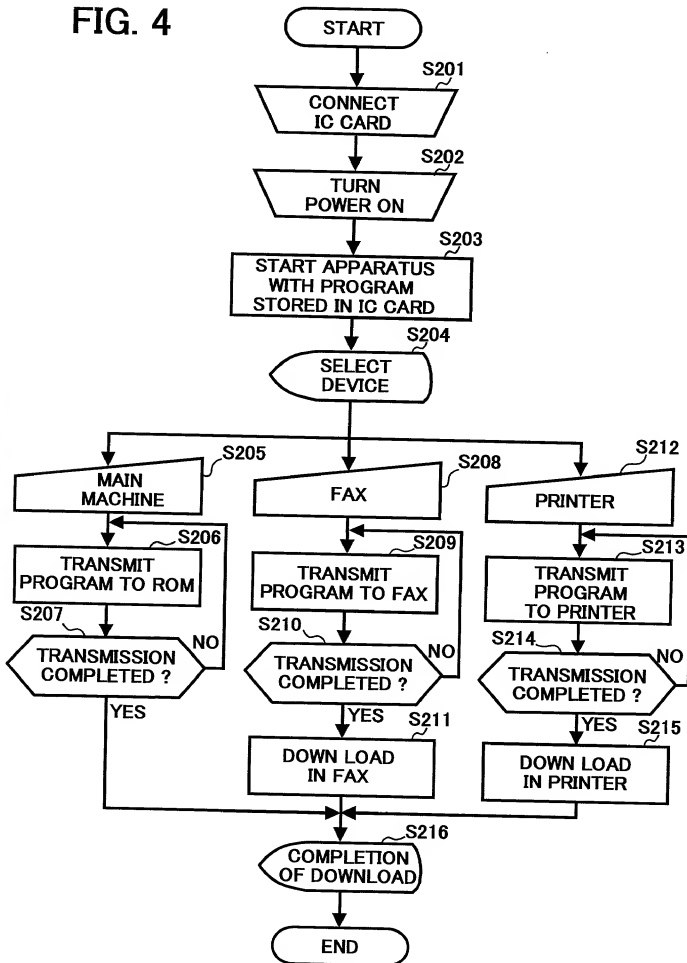 FIG. 4
START
S201
CONNECT
IC CARD
S202
TURN
POWER ON
S203
START APPARATUS
WITH PROGRAM
STORED IN IC CARD
S204
SELECT
DEVICE
S205
MAIN
MACHINE
S206
TRANSMIT
PROGRAM TO ROM
S207
TRANSMISSION
COMPLETED ?
NO
YES
S208
FAX
S209
TRANSMIT
PROGRAM TO FAX
S210
TRANSMISSION
COMPLETED ?
NO
YES
S211
DOWN LOAD
IN FAX
S212
PRINTER
S213
TRANSMIT
PROGRAM
TO PRINTER
S214
TRANSMISSION
COMPLETED ?
NO
YES
S215
DOWN LOAD
IN PRINTER
S216
COMPLETION
OF DOWNLOAD
END